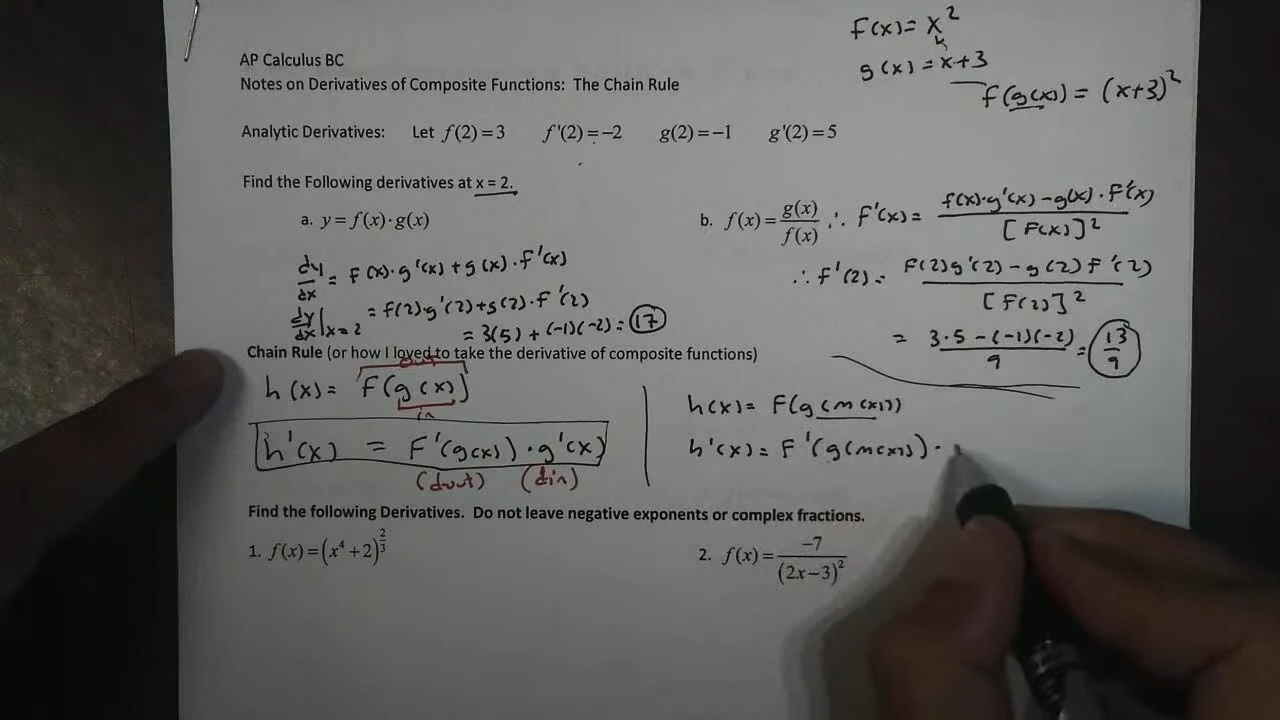 f(x) = x²
g(x) = x+3
f(g(x)) = (x+3)²
AP Calculus BC
Notes on Derivatives of Composite Functions: The Chain Rule
Analytic Derivatives: Let f(2) = 3 f'(2) = −2 g(2) = −1 g'(2) = 5
Find the Following derivatives at x = 2.
a. y = f(x)·g(x)
dy/dx = f(x)·g'(x) + g(x)·f'(x)
dy/dx|x=2 = f(2)g'(2) + g(2)·f'(2)
= 3(5) + (-1)(-2) = 17
b. f(x) = g(x)/f(x) ∴ F'(x) = f(x)·g'(x) − g(x)·F'(x) / [F(x)]²
∴ f'(2) = F(2)g'(2) − g(2)F'(2) / [F(2)]²
= 3·5 − (-1)(-2) / 9 = 13/9
Chain Rule (or how I loved to take the derivative of composite functions)
out
h(x) = F(g(x))
in
h'(x) = F'(g(x))·g'(x)
(dout) (din)
h(x) = F(g(m(x)))
h'(x) = F'(g(m(x)))·
Find the following Derivatives. Do not leave negative exponents or complex fractions.
1. f(x) = (x⁴ + 2)^(2/3)
2. f(x) = −7/(2x−3)²